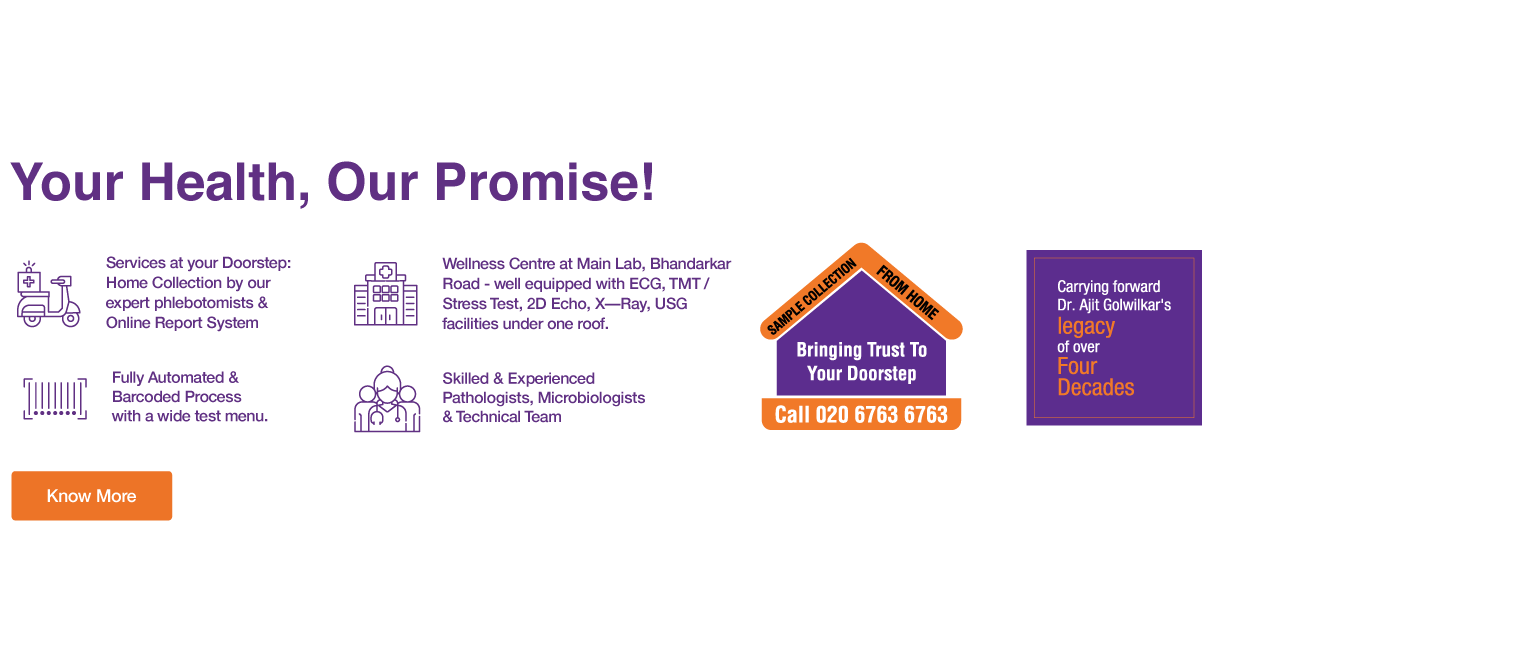 Your Health, Our Promise!
Services at your Doorstep:
Home Collection by our
expert phlebotomists &
Online Report System
Wellness Centre at Main Lab, Bhandarkar
Road - well equipped with ECG, TMT /
Stress Test, 2D Echo, X—Ray, USG
facilities under one roof.
Fully Automated &
Barcoded Process
with a wide test menu.
Skilled & Experienced
Pathologists, Microbiologists
& Technical Team
SAMPLE COLLECTION
FROM HOME
Bringing Trust To
Your Doorstep
Call 020 6763 6763
Carrying forward
Dr. Ajit Golwilkar's
legacy
of over
Four
Decades
Know More